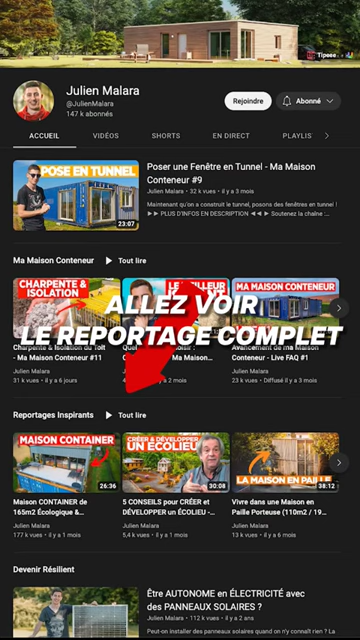 Tipeee
Julien Malara
@JulienMalara
147 k abonnés
Rejoindre
Abonné
ACCUEIL
VIDÉOS
SHORTS
EN DIRECT
PLAYLIS
POSE EN TUNNEL
23:07
Poser une Fenêtre en Tunnel - Ma Maison
Conteneur #9
Julien Malara • 32 k vues • il y a 3 mois
Maintenant qu'on a construit le tunnel, posons des fenêtres en tunnel !
►► PLUS D'INFOS EN DESCRIPTION ◄◄ ► Soutenez la chaîne :
Ma Maison Conteneur
Tout lire
CHARPENTE &
ISOLATION
MA MAISON CONTENEUR
ALLEZ VOIR
LE REPORTAGE COMPLET
Charpente & Isolation du Toit
- Ma Maison Conteneur #11
Julien Malara
31 k vues • il y a 6 jours
il y a 2 mois
Avancement de ma Maison
Conteneur - Live FAQ #1
Julien Malara
23 k vues • Diffusé il y a 3 mois
Reportages Inspirants
Tout lire
MAISON CONTAINER
26:36
CRÉER & DÉVELOPPER
UN ECOLIEU
30:08
LA MAISON EN PAILLE
38:12
Maison CONTAINER de
165m2 Écologique &...
Julien Malara
177 k vues • il y a 1 mois
5 CONSEILS pour CRÉER et
DÉVELOPPER un ÉCOLIEU -...
Julien Malara
5,4 k vues • il y a 1 mois
Vivre dans une Maison en
Paille Porteuse (110m2 / 19...
Julien Malara
13 k vues • il y a 6 mois
Devenir Résilient
Être AUTONOME en ÉLECTRICITÉ avec
des PANNEAUX SOLAIRES ?
Julien Malara • 112 k vues • il y a 2 ans
Peut-on installer des panneaux solaires quand on n'y connaît rien ? La